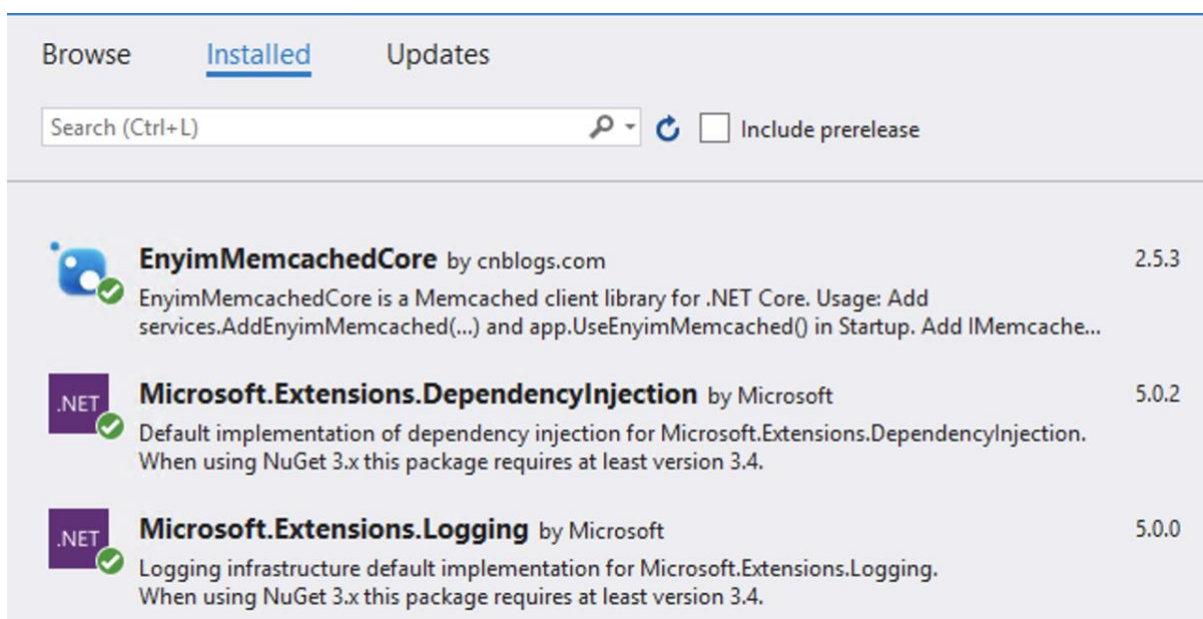 Browse Installed Updates
Search (Ctrl+L) Include prerelease
EnyimMemcachedCore by cnblogs.com 2.5.3
EnyimMemcachedCore is a Memcached client library for .NET Core. Usage: Add
services.AddEnyimMemcached(...) and app.UseEnyimMemcached() in Startup. Add IMemcache...
.NET Microsoft.Extensions.DependencyInjection by Microsoft 5.0.2
Default implementation of dependency injection for Microsoft.Extensions.DependencyInjection.
When using NuGet 3.x this package requires at least version 3.4.
.NET Microsoft.Extensions.Logging by Microsoft 5.0.0
Logging infrastructure default implementation for Microsoft.Extensions.Logging.
When using NuGet 3.x this package requires at least version 3.4.